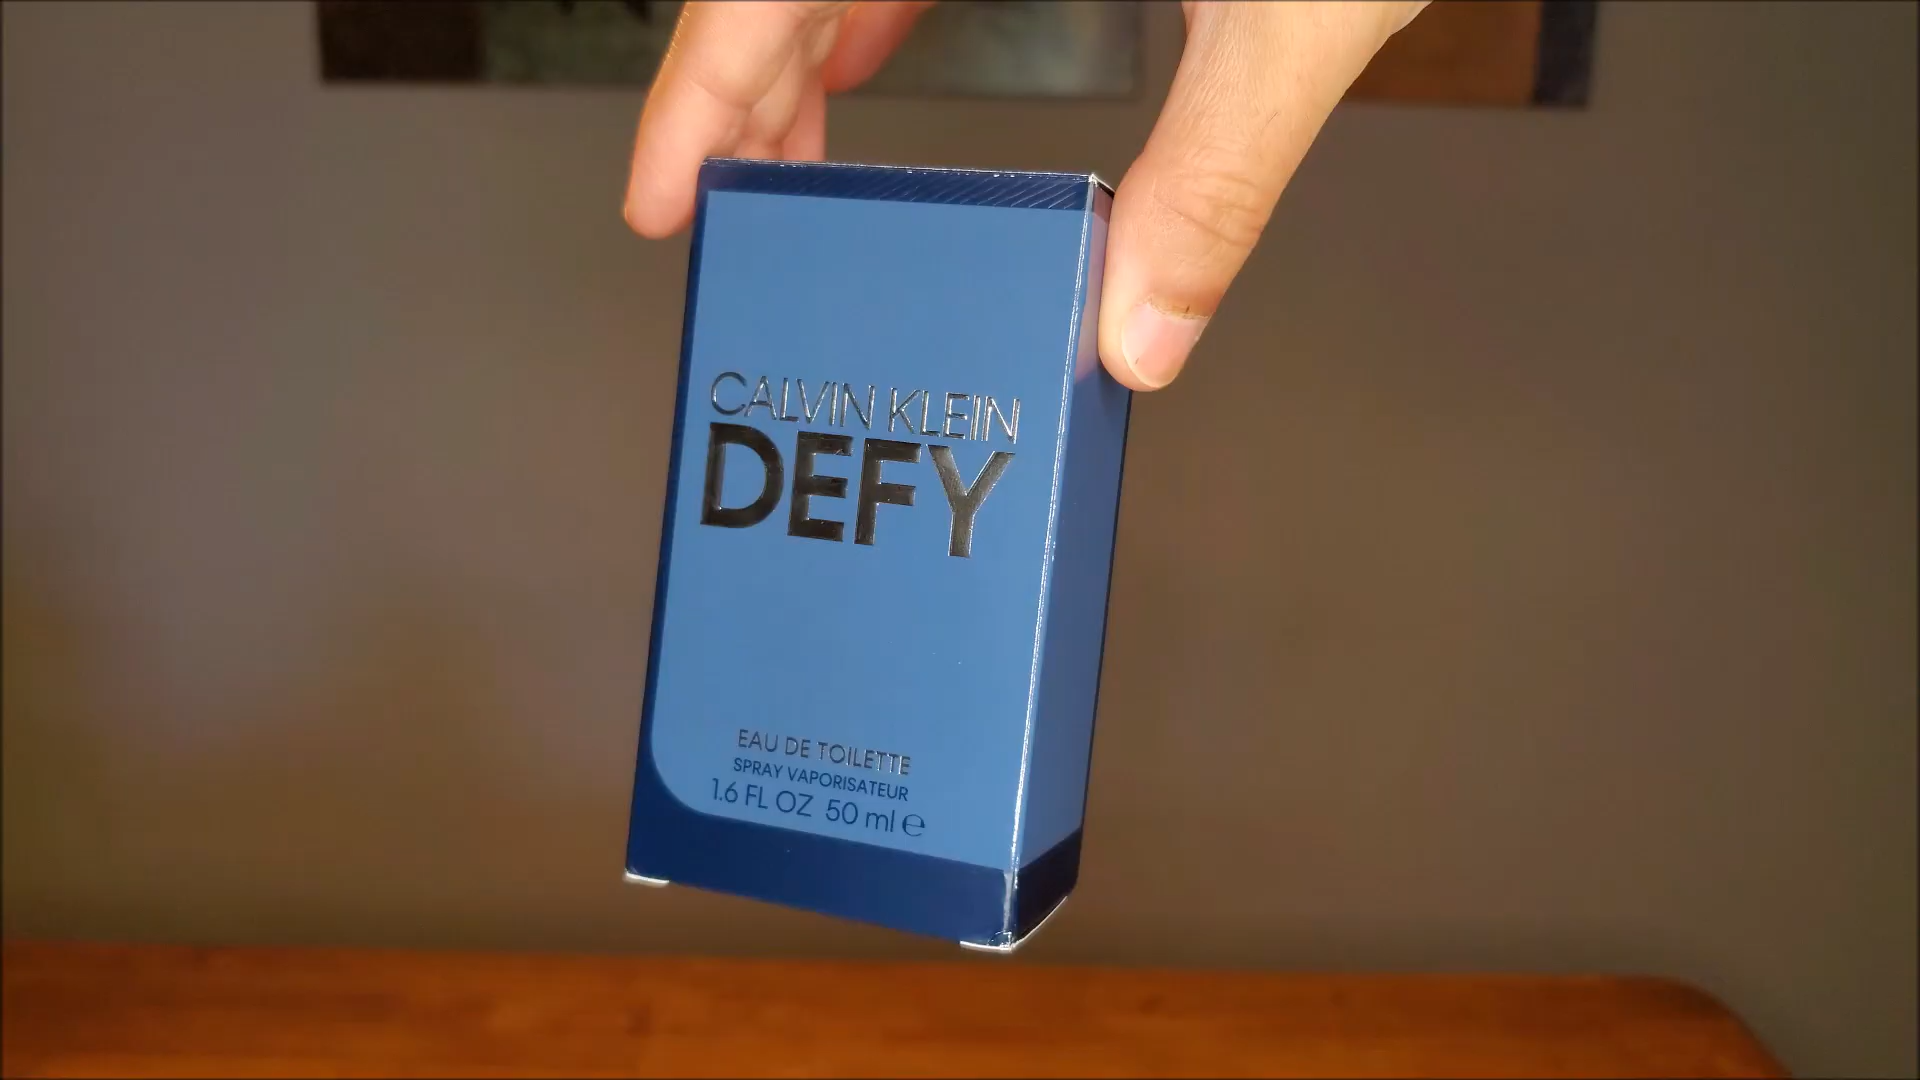 CALVIN KLEIN
DEFY
EAU DE TOILETTE
SPRAY VAPORISATEUR
1.6 FL OZ 50 ml ℮